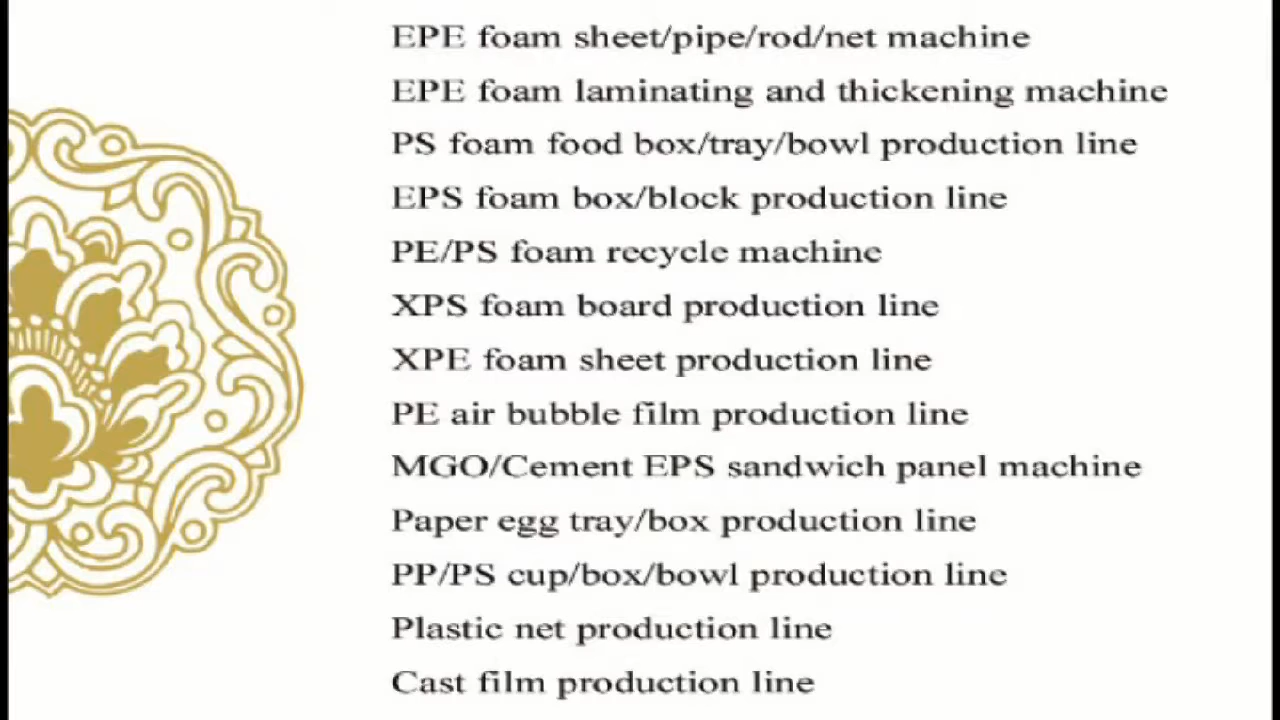 EPE foam sheet/pipe/rod/net machine
EPE foam laminating and thickening machine
PS foam food box/tray/bowl production line
EPS foam box/block production line
PE/PS foam recycle machine
XPS foam board production line
XPE foam sheet production line
PE air bubble film production line
MGO/Cement EPS sandwich panel machine
Paper egg tray/box production line
PP/PS cup/box/bowl production line
Plastic net production line
Cast film production line